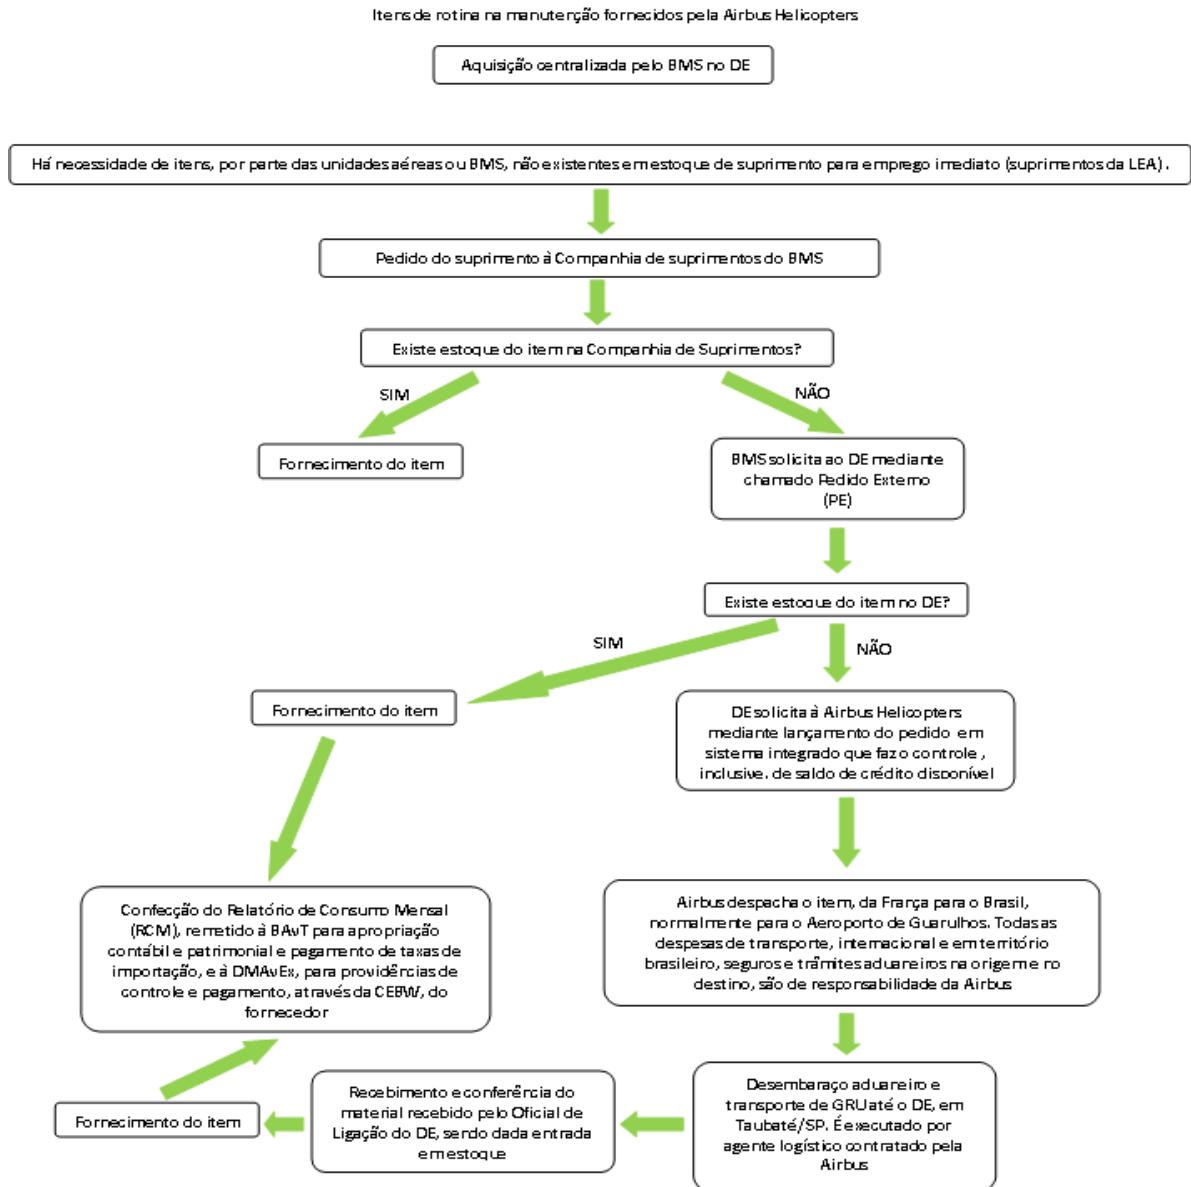 Itens de rotina na manutenção fornecidos pela Airbus Helicopters
Aquisição centralizada pelo BMS no DE
Há necessidade de itens, por parte das unidades aéreas ou BMS, não existentes em estoque de suprimento para emprego imediato (suprimentos da LEA) .
Pedido do suprimento à Companhia de suprimentos do BMS
Existe estoque do item na Companhia de Suprimentos?
SIM
NÃO
Fornecimento do item
BMS solicita ao DE mediante
chamado Pedido Externo
(PE)
Existe estoque do item no DE?
SIM
NÃO
Fornecimento do item
DE solicita à Airbus Helicopters
mediante lançamento do pedido em
sistema integrado que faz o controle ,
inclusive. de saldo de crédito disponível
Confecção do Relatório de Consumo Mensal
(RCM), remetido à BAvT para apropriação
contábil e patrimonial e pagamento de taxas de
importação, e à DMAvEx, para providências de
controle e pagamento, através da CEBW, do
fornecedor
Airbus despacha o item, da França para o Brasil,
normalmente para o Aeroporto de Guarulhos. Todas as
despesas de transporte, internacional e em território
brasileiro, seguros e trâmites aduaneiros na origem e no
destino, são de responsabilidade da Airbus
Desembaraço aduaneiro e
transporte de GRU até o DE, em
Taubaté/SP. É executado por
agente logístico contratado pela
Airbus
Recebimento e conferência do
material recebido pelo Oficial de
Ligação do DE, sendo dada entrada
em estoque
Fornecimento do item